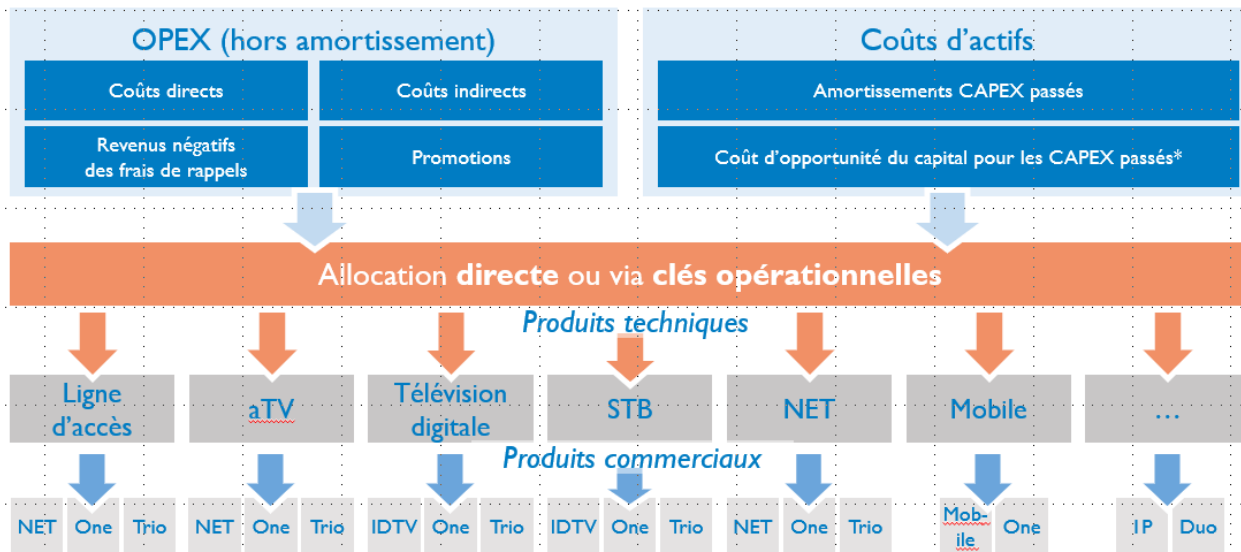 OPEX (hors amortissement)
Coûts d'actifs
Coûts directs
Coûts indirects
Amortissements CAPEX passés
Revenus négatifs
des frais de rappels
Promotions
Coût d'opportunité du capital pour les CAPEX passés*
Allocation directe ou via clés opérationnelles
Produits techniques
Ligne
d'accès
aTV
Télévision
digitale
STB
NET
Mobile
...
Produits commerciaux
NET One Trio
NET One Trio
IDTV One Trio
IDTV One Trio
NET One Trio
Mob-
ile
One
1P Duo